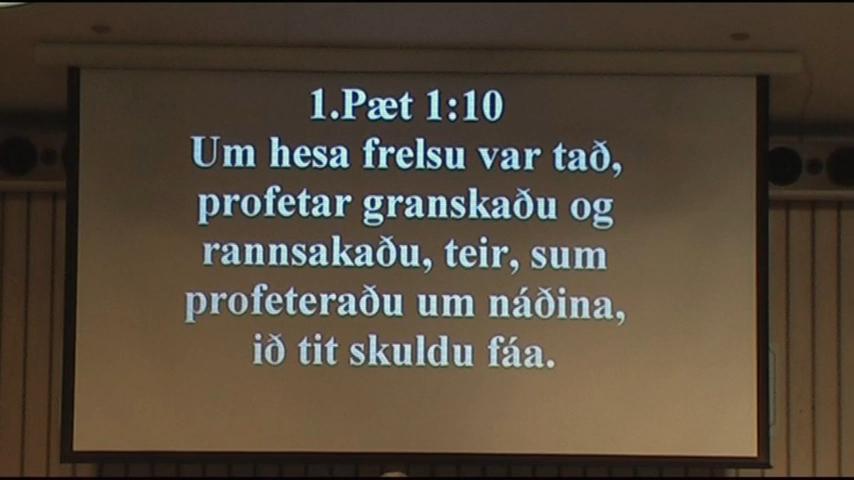 1.Pæt 1:10
Um hesa frelsu var tað,
profetar granskaðu og
rannsakaðu, teir, sum
profeteraðu um náðina,
ið tit skuldu fáa.